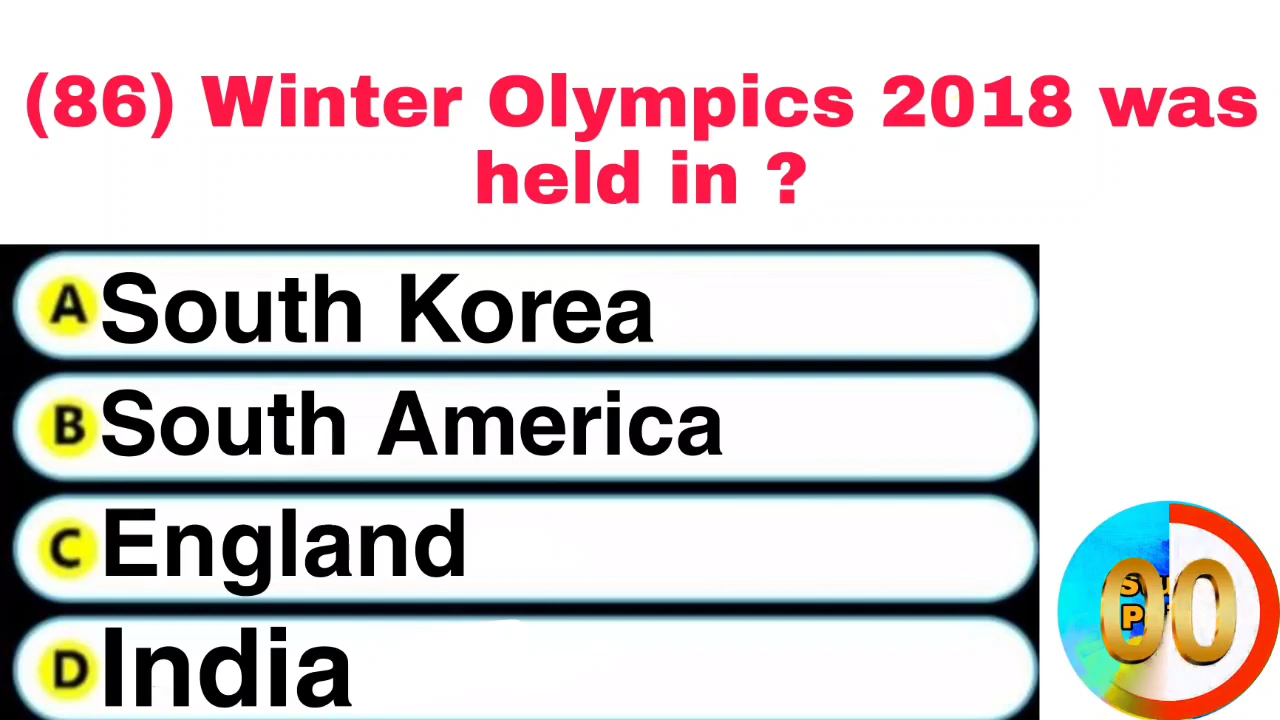 (86) Winter Olympics 2018 was
held in ?
A South Korea
B South America
C England
D India
00